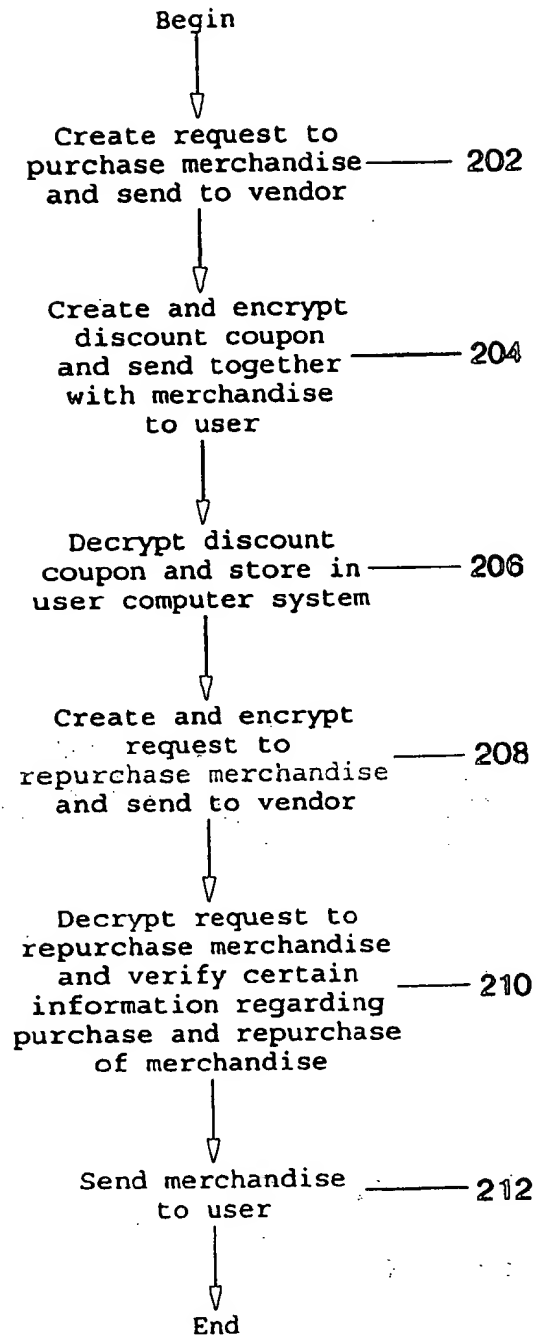 Begin
Create request to
purchase merchandise
and send to vendor
202
Create and encrypt
discount coupon
and send together
with merchandise
to user
204
Decrypt discount
coupon and store in
user computer system
206
Create and encrypt
request to
repurchase merchandise
and send to vendor
208
Decrypt request to
repurchase merchandise
and verify certain
information regarding
purchase and repurchase
of merchandise
210
Send merchandise
to user
212
End